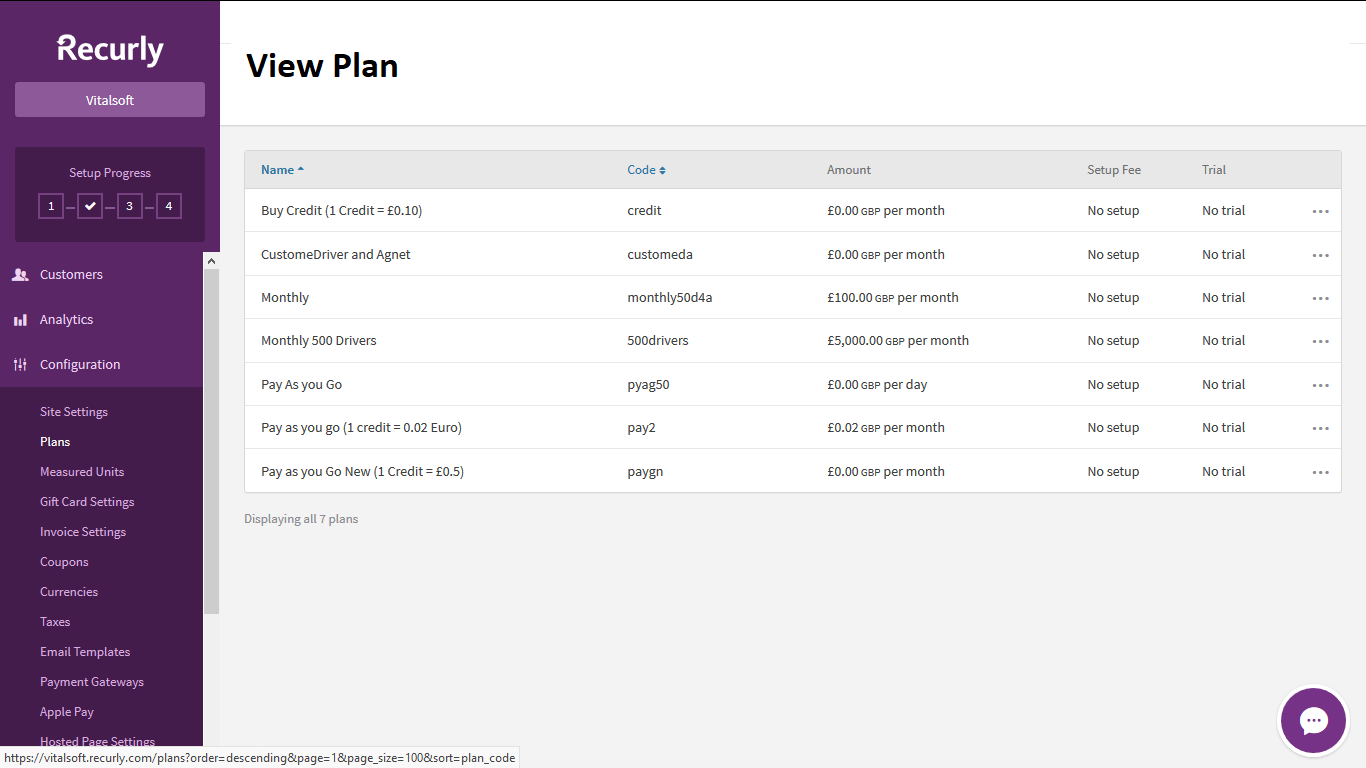 Recurly
Vitalsoft
Setup Progress
1 3 4
Customers
Analytics
Configuration
Site Settings
Plans
Measured Units
Gift Card Settings
Invoice Settings
Coupons
Currencies
Taxes
Email Templates
Payment Gateways
Apple Pay
Hosted Page Settings
View Plan
Name Code Amount Setup Fee Trial
Buy Credit (1 Credit = £0.10) credit £0.00 GBP per month No setup No trial
CustomeDriver and Agnet customeda £0.00 GBP per month No setup No trial
Monthly monthly50d4a £100.00 GBP per month No setup No trial
Monthly 500 Drivers 500drivers £5,000.00 GBP per month No setup No trial
Pay As you Go pyag50 £0.00 GBP per day No setup No trial
Pay as you go (1 credit = 0.02 Euro) pay2 £0.02 GBP per month No setup No trial
Pay as you Go New (1 Credit = £0.5) paygn £0.00 GBP per month No setup No trial
Displaying all 7 plans
https://vitalsoft.recurly.com/plans?order=descending&page=1&page_size=100&sort=plan_code